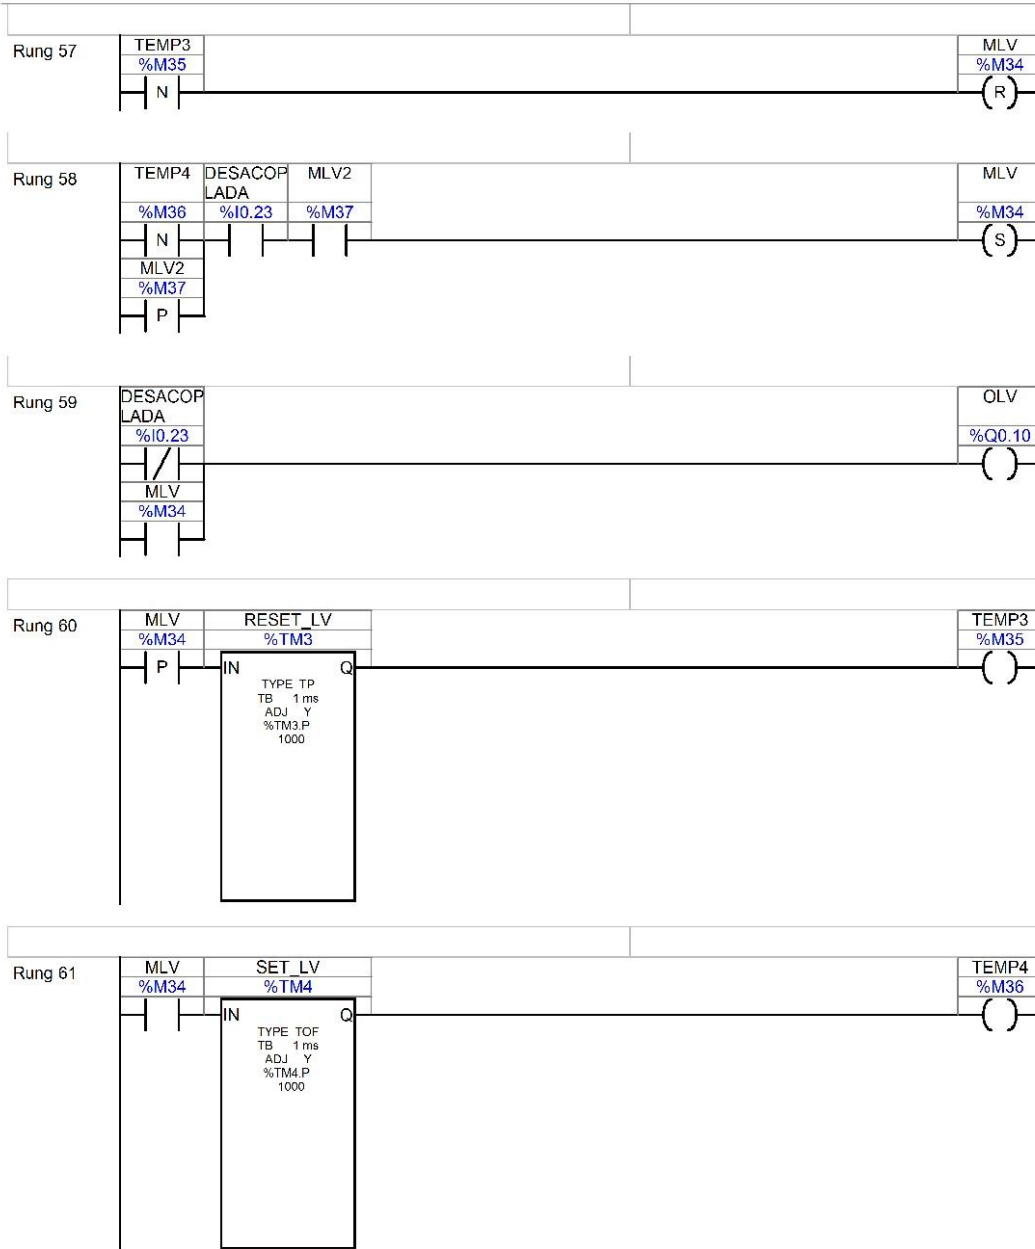 Rung 57
TEMP3
%M35
N
MLV
%M34
R
Rung 58
TEMP4
DESACOP
LADA
MLV2
MLV
%M36
%I0.23
%M37
%M34
N
S
MLV2
%M37
P
Rung 59
DESACOP
LADA
OLV
%I0.23
%Q0.10
MLV
%M34
Rung 60
MLV
RESET_LV
TEMP3
%M34
%TM3
%M35
P
IN
Q
TYPE TP
TB 1 ms
ADJ Y
%TM3.P
1000
Rung 61
MLV
SET_LV
TEMP4
%M34
%TM4
%M36
IN
Q
TYPE TOF
TB 1 ms
ADJ Y
%TM4.P
1000